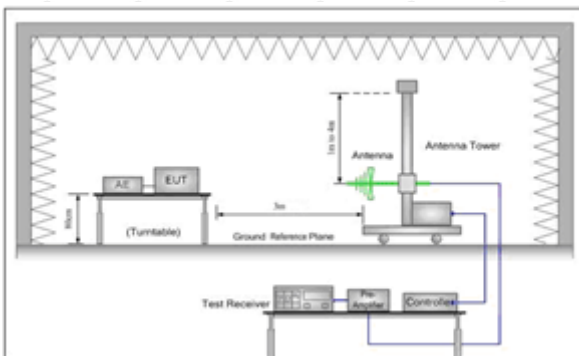 1m to 4m
Antenna
Antenna Tower
AE
EUT
80cm
3m
(Turntable)
Ground Reference Plane
Test Receiver
Pre-
Amplifier
Controller